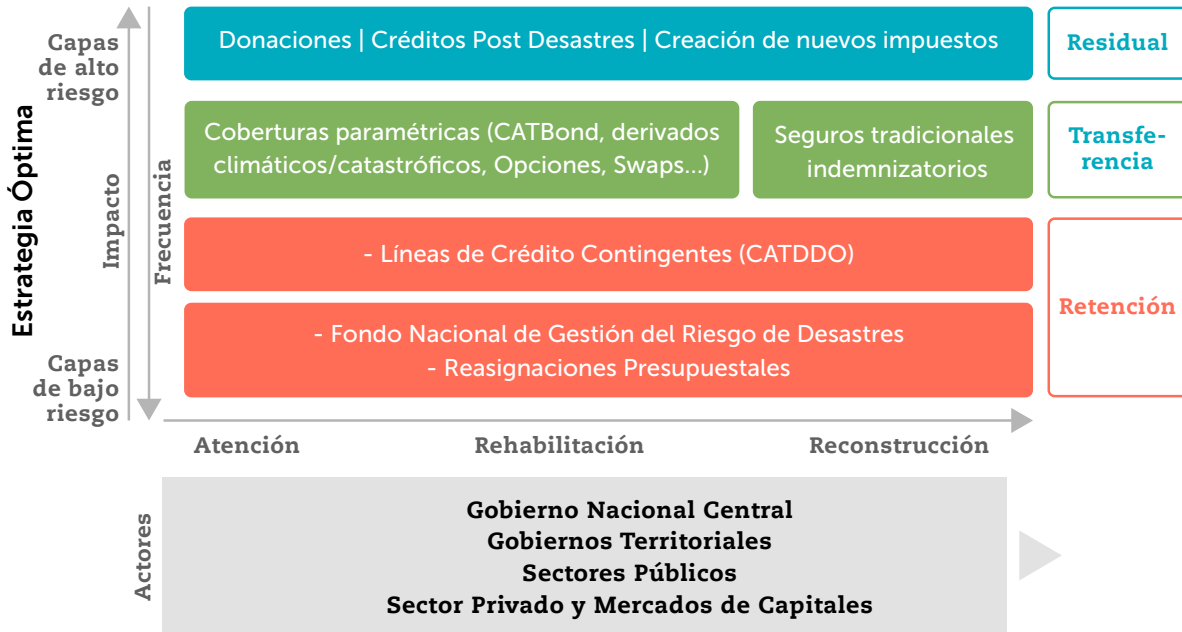 Estrategia Óptima
Capas
de alto
riesgo
Impacto
Capas
de bajo
riesgo
Frecuencia
Donaciones | Créditos Post Desastres | Creación de nuevos impuestos
Residual
Coberturas paramétricas (CATBond, derivados
climáticos/catastróficos, Opciones, Swaps...)
Seguros tradicionales
indemnizatorios
Transfe-
rencia
- Líneas de Crédito Contingentes (CATDDO)
- Fondo Nacional de Gestión del Riesgo de Desastres
- Reasignaciones Presupuestales
Retención
Atención
Rehabilitación
Reconstrucción
Actores
Gobierno Nacional Central
Gobiernos Territoriales
Sectores Públicos
Sector Privado y Mercados de Capitales